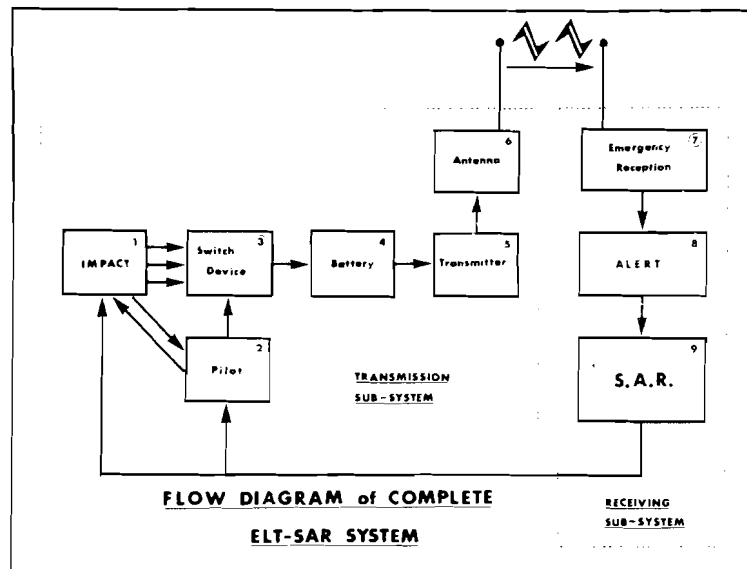 6
Antenna
7
Emergency
Reception
1
IMPACT
3
Switch
Device
4
Battery
5
Transmitter
8
ALERT
2
Pilot
9
S.A.R.
TRANSMISSION
SUB-SYSTEM
FLOW DIAGRAM of COMPLETE
ELT-SAR SYSTEM
RECEIVING
SUB-SYSTEM